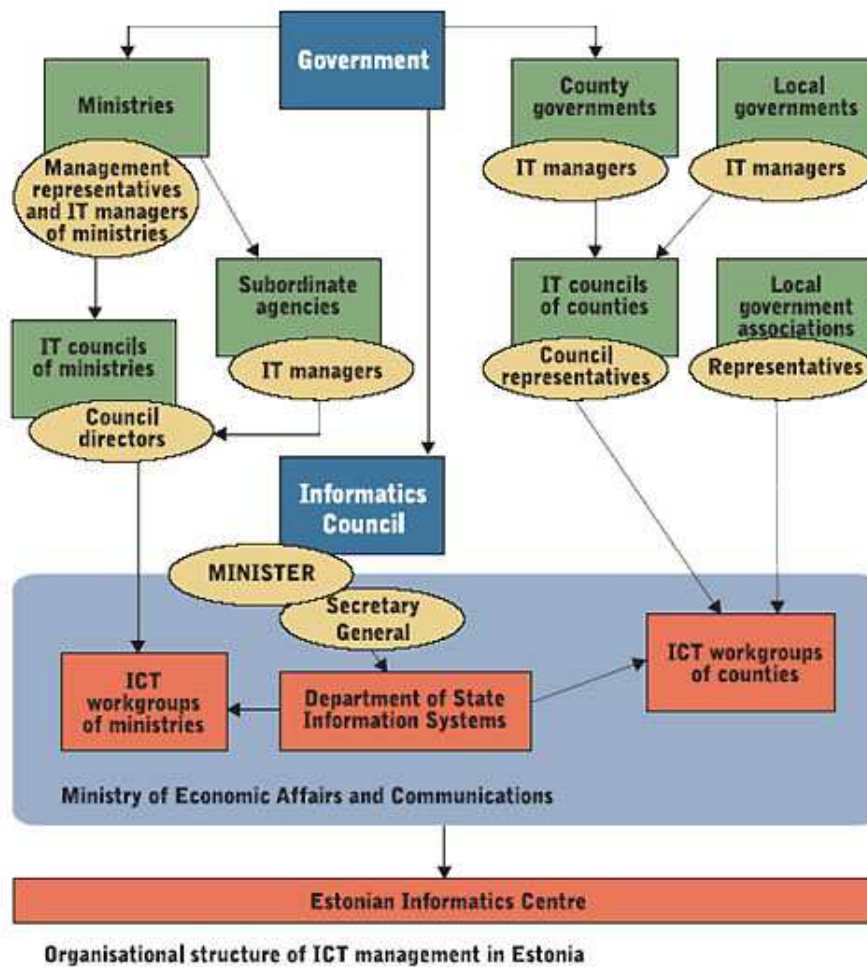 Government
Ministries
County
governments
Local
governments
Management
representatives
and IT managers
of ministries
IT managers
IT managers
Subordinate
agencies
IT councils
of counties
Local
government
associations
IT councils
of ministries
IT managers
Council
representatives
Representatives
Council
directors
Informatics
Council
MINISTER
Secretary
General
ICT
workgroups
of ministries
Department of State
Information Systems
ICT workgroups
of counties
Ministry of Economic Affairs and Communications
Estonian Informatics Centre
Organisational structure of ICT management in Estonia